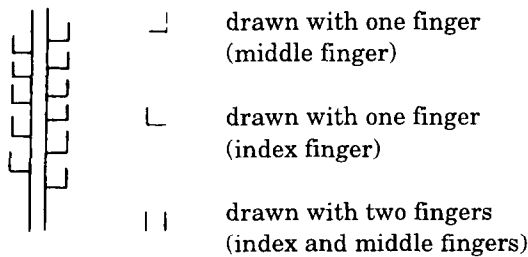 drawn with one finger
(middle finger)
drawn with one finger
(index finger)
drawn with two fingers
(index and middle fingers)